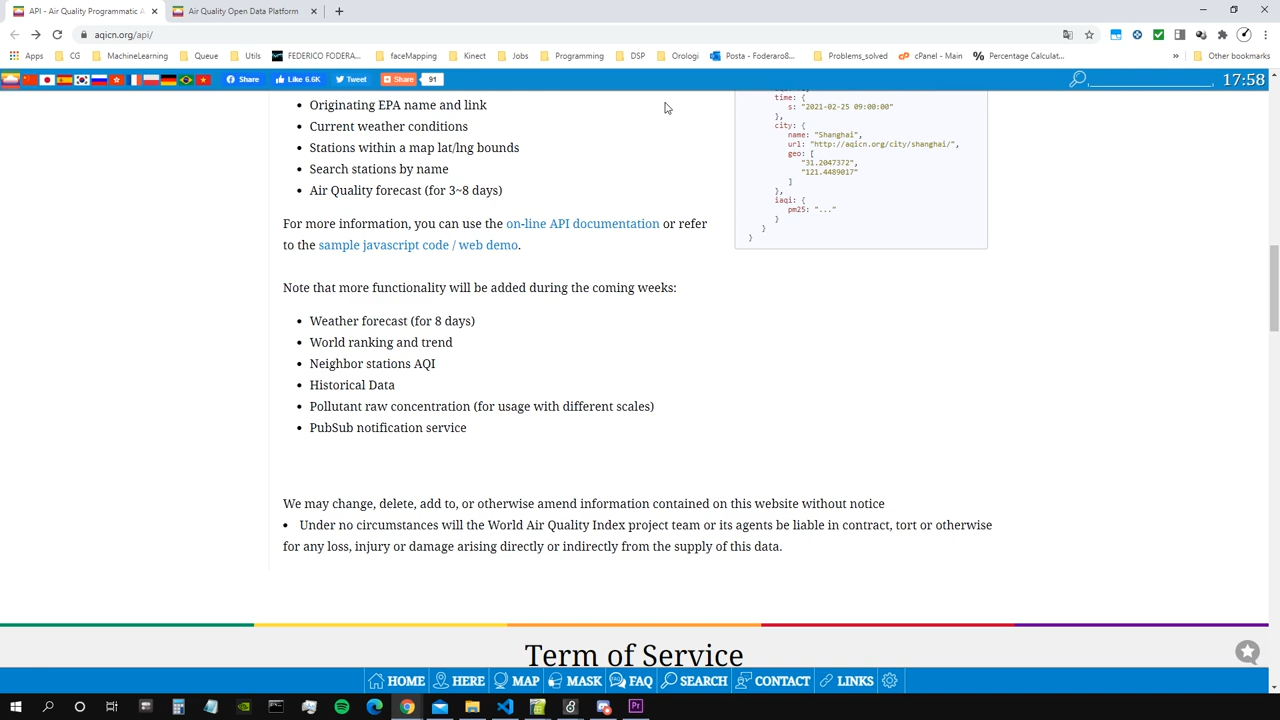 API - Air Quality Programmatic A
Air Quality Open Data Platform
aqicn.org/api/
Apps
CG
MachineLearning
Queue
Utils
FEDERICO FODERA...
faceMapping
Kinect
Jobs
Programming
DSP
Orologi
Posta - Foderaro8...
Problems_solved
cPanel - Main
Percentage Calculat...
»
Other bookmarks
Share
Like 6.6K
Tweet
Share
91
17:58
• Originating EPA name and link
• Current weather conditions
• Stations within a map lat/lng bounds
• Search stations by name
• Air Quality forecast (for 3~8 days)
For more information, you can use the on-line API documentation or refer
to the sample javascript code / web demo.
time: {
s: "2021-02-25 09:00:00"
},
city: {
name: "Shanghai",
url: "http://aqicn.org/city/shanghai/",
geo: [
"31.2047372",
"121.4489017"
]
},
iaqi: {
pm25: "..."
}
}
}
Note that more functionality will be added during the coming weeks:
• Weather forecast (for 8 days)
• World ranking and trend
• Neighbor stations AQI
• Historical Data
• Pollutant raw concentration (for usage with different scales)
• PubSub notification service
We may change, delete, add to, or otherwise amend information contained on this website without notice
• Under no circumstances will the World Air Quality Index project team or its agents be liable in contract, tort or otherwise
for any loss, injury or damage arising directly or indirectly from the supply of this data.
Term of Service
HOME
HERE
MAP
MASK
FAQ
SEARCH
CONTACT
LINKS
Pr